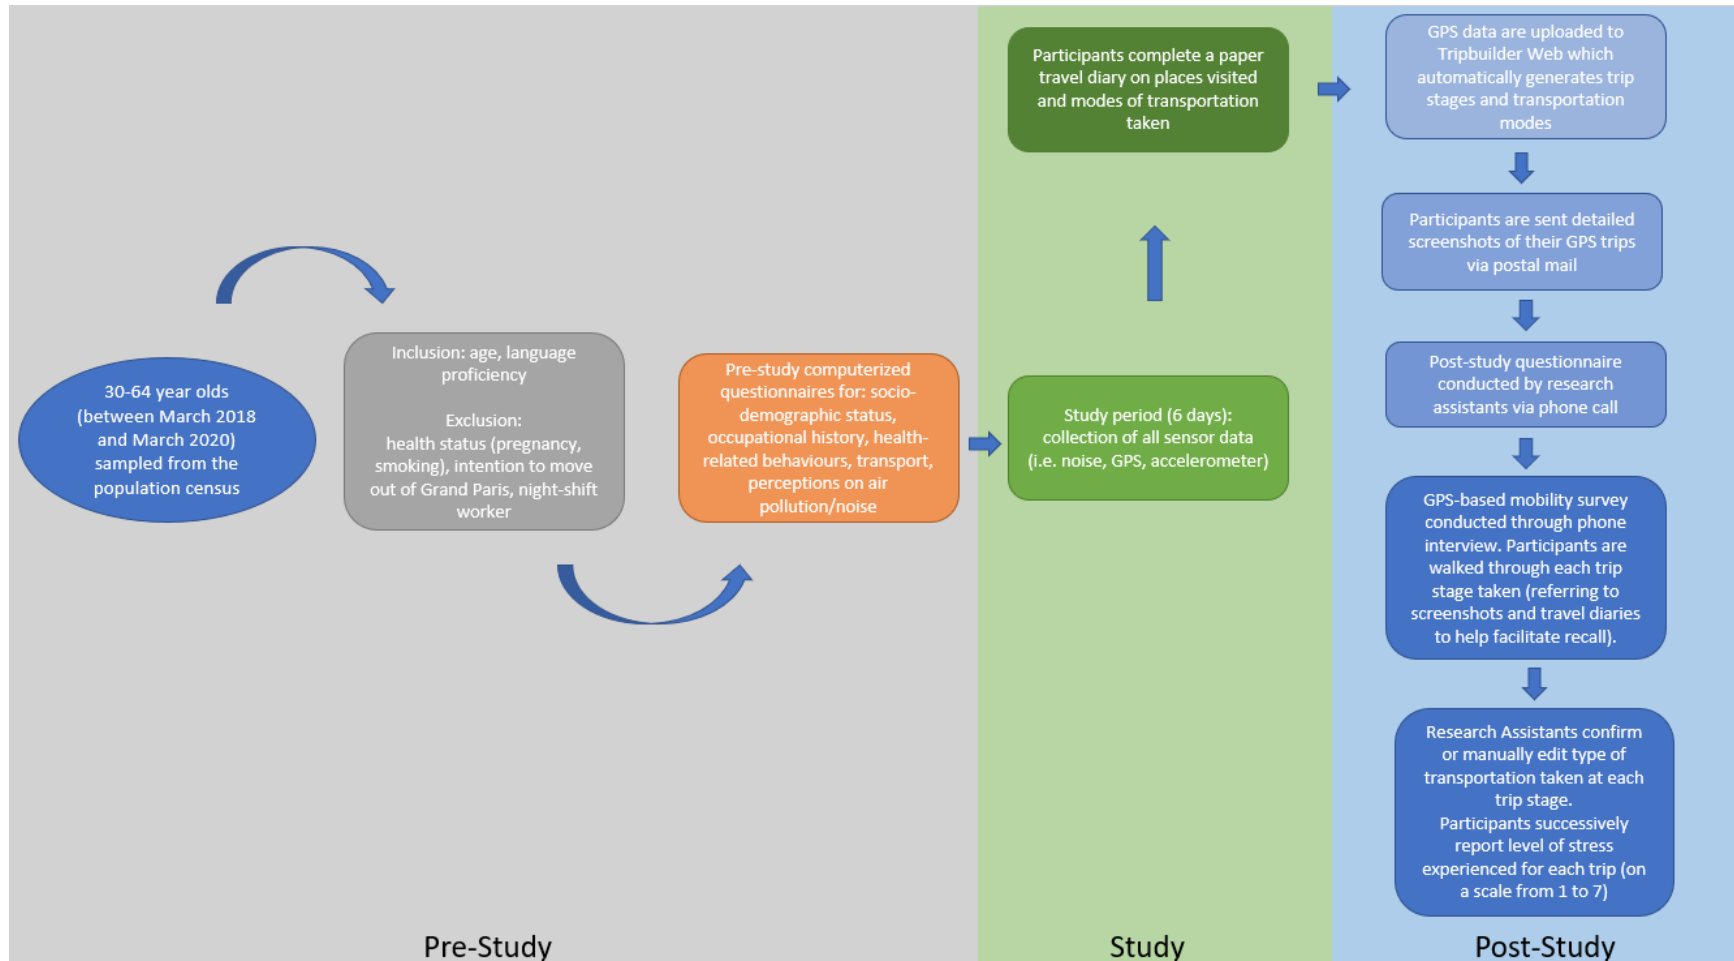 30-64 year olds
(between March 2018
and March 2020)
sampled from the
population census
Inclusion: age, language
proficiency
Exclusion:
health status (pregnancy,
smoking), intention to move
out of Grand Paris, night-shift
worker
Pre-study computerized
questionnaires for: socio-
demographic status,
occupational history, health-
related behaviours, transport,
perceptions on air
pollution/noise
Pre-Study
Participants complete a paper
travel diary on places visited
and modes of transportation
taken
Study period (6 days):
collection of all sensor data
(i.e. noise, GPS, accelerometer)
Study
GPS data are uploaded to
Tripbuilder Web which
automatically generates trip
stages and transportation
modes
Participants are sent detailed
screenshots of their GPS trips
via postal mail
Post-study questionnaire
conducted by research
assistants via phone call
GPS-based mobility survey
conducted through phone
interview. Participants are
walked through each trip
stage taken (referring to
screenshots and travel diaries
to help facilitate recall).
Research Assistants confirm
or manually edit type of
transportation taken at each
trip stage.
Participants successively
report level of stress
experienced for each trip (on
a scale from 1 to 7)
Post-Study